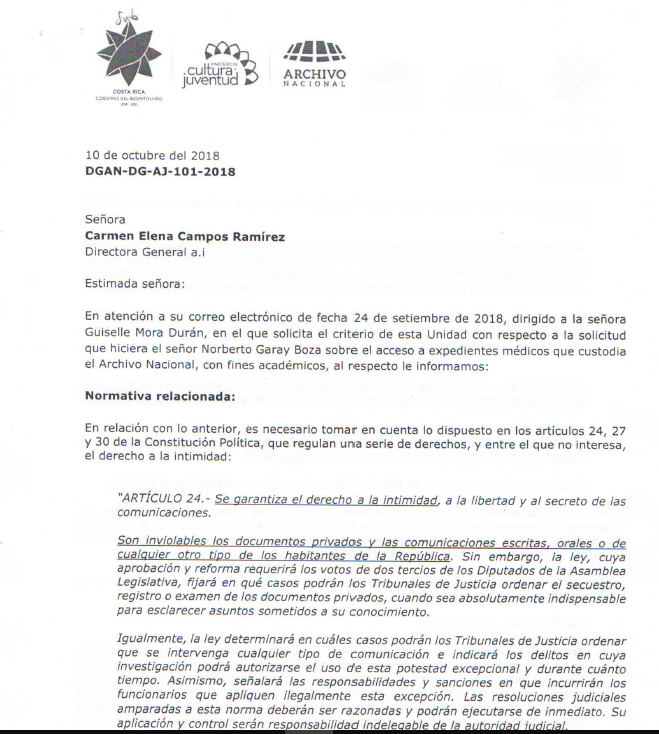 COSTA RICA
GOBIERNO DEL BICENTENARIO
MINISTERIO DE
cultura
juventud
ARCHIVO
NACIONAL
10 de octubre del 2018
DGAN-DG-AJ-101-2018
Señora
Carmen Elena Campos Ramírez
Directora General a.i
Estimada señora:
En atención a su correo electrónico de fecha 24 de setiembre de 2018, dirigido a la señora
Guiselle Mora Durán, en el que solicita el criterio de esta Unidad con respecto a la solicitud
que hiciera el señor Norberto Garay Boza sobre el acceso a expedientes médicos que custodia
el Archivo Nacional, con fines académicos, al respecto le informamos:
Normativa relacionada:
En relación con lo anterior, es necesario tomar en cuenta lo dispuesto en los artículos 24, 27
y 30 de la Constitución Política, que regulan una serie de derechos, y entre el que no interesa,
el derecho a la intimidad:
"ARTÍCULO 24.- Se garantiza el derecho a la intimidad, a la libertad y al secreto de las
comunicaciones.
Son inviolables los documentos privados y las comunicaciones escritas, orales o de
cualquier otro tipo de los habitantes de la República. Sin embargo, la ley, cuya
aprobación y reforma requerirá los votos de dos tercios de los Diputados de la Asamblea
Legislativa, fijará en qué casos podrán los Tribunales de Justicia ordenar el secuestro,
registro o examen de los documentos privados, cuando sea absolutamente indispensable
para esclarecer asuntos sometidos a su conocimiento.
Igualmente, la ley determinará en cuáles casos podrán los Tribunales de Justicia ordenar
que se intervenga cualquier tipo de comunicación e indicará los delitos en cuya
investigación podrá autorizarse el uso de esta potestad excepcional y durante cuánto
tiempo. Asimismo, señalará las responsabilidades y sanciones en que incurrirán los
funcionarios que apliquen ilegalmente esta excepción. Las resoluciones judiciales
amparadas a esta norma deberán ser razonadas y podrán ejecutarse de inmediato. Su
aplicación y control serán responsabilidad indelegable de la autoridad judicial.